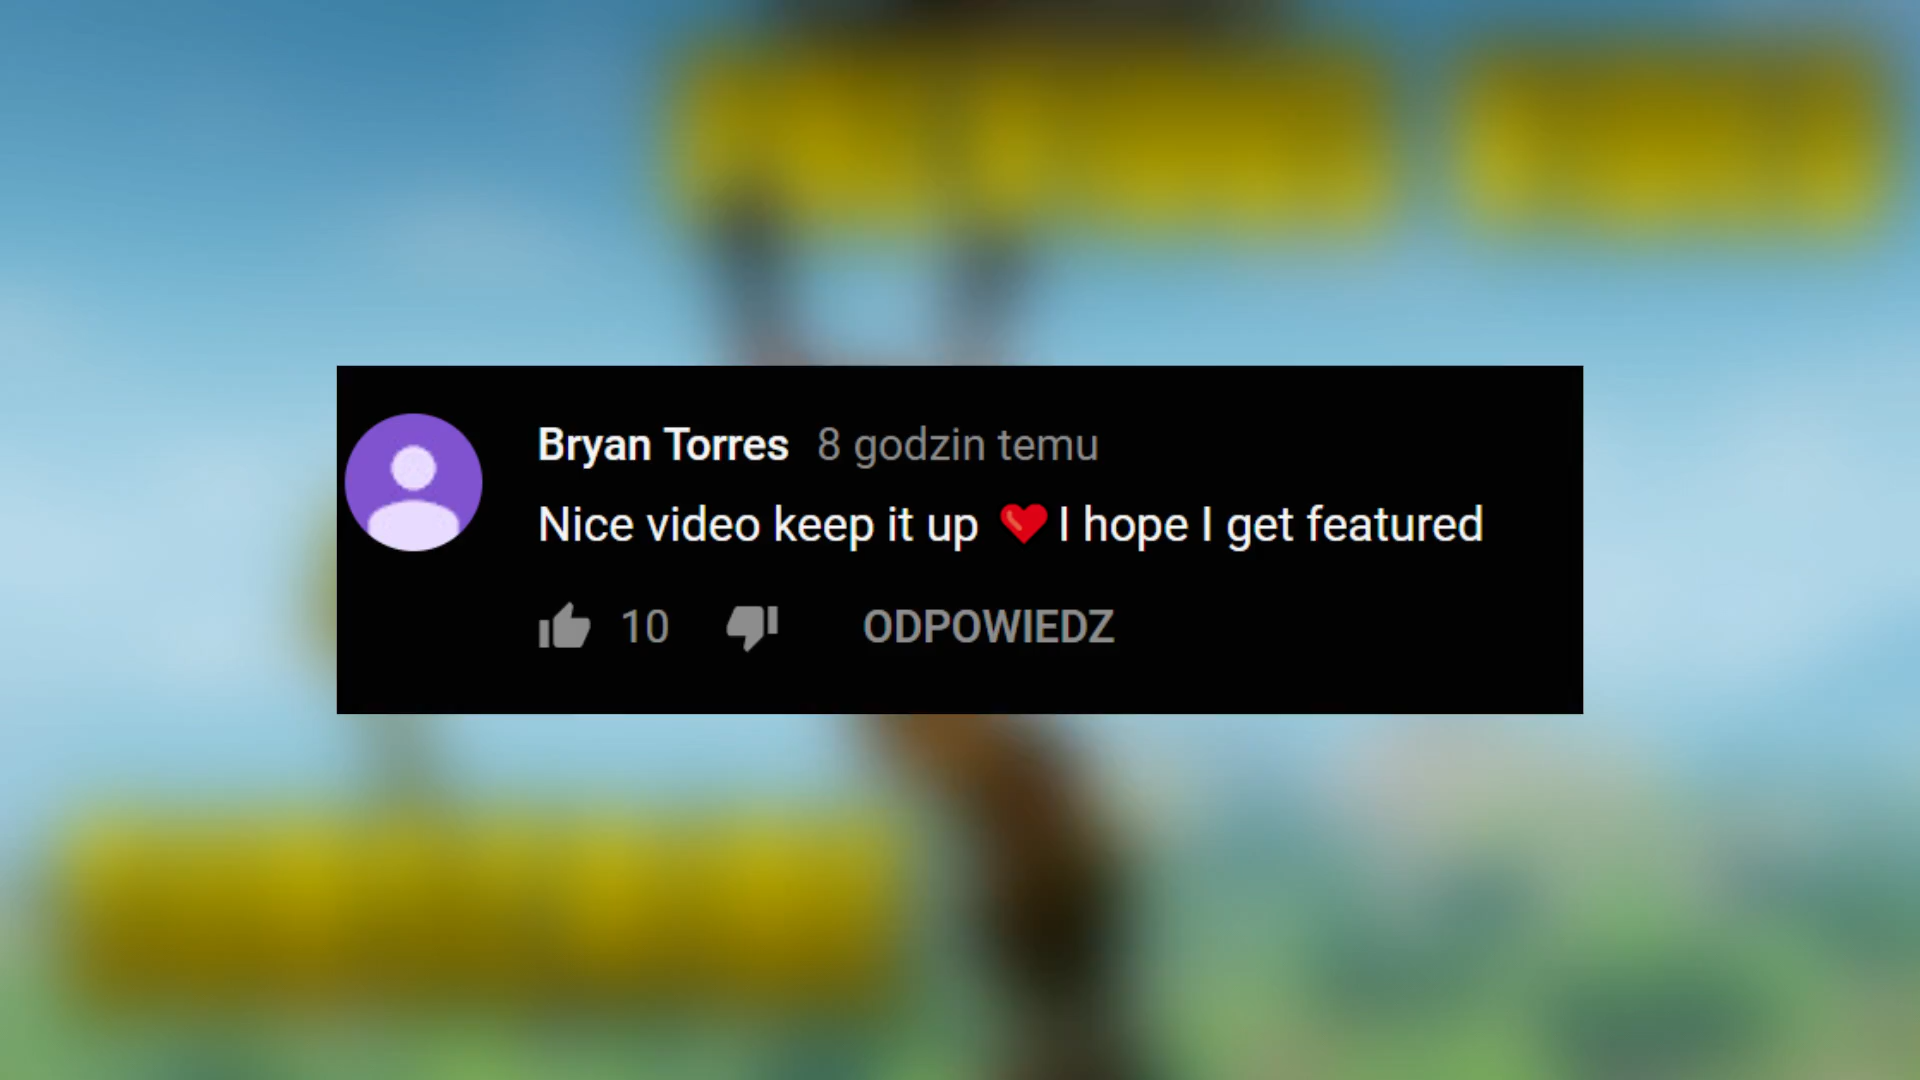 Bryan Torres 8 godzin temu
Nice video keep it up ❤️ I hope I get featured
10 ODPOWIEDZ